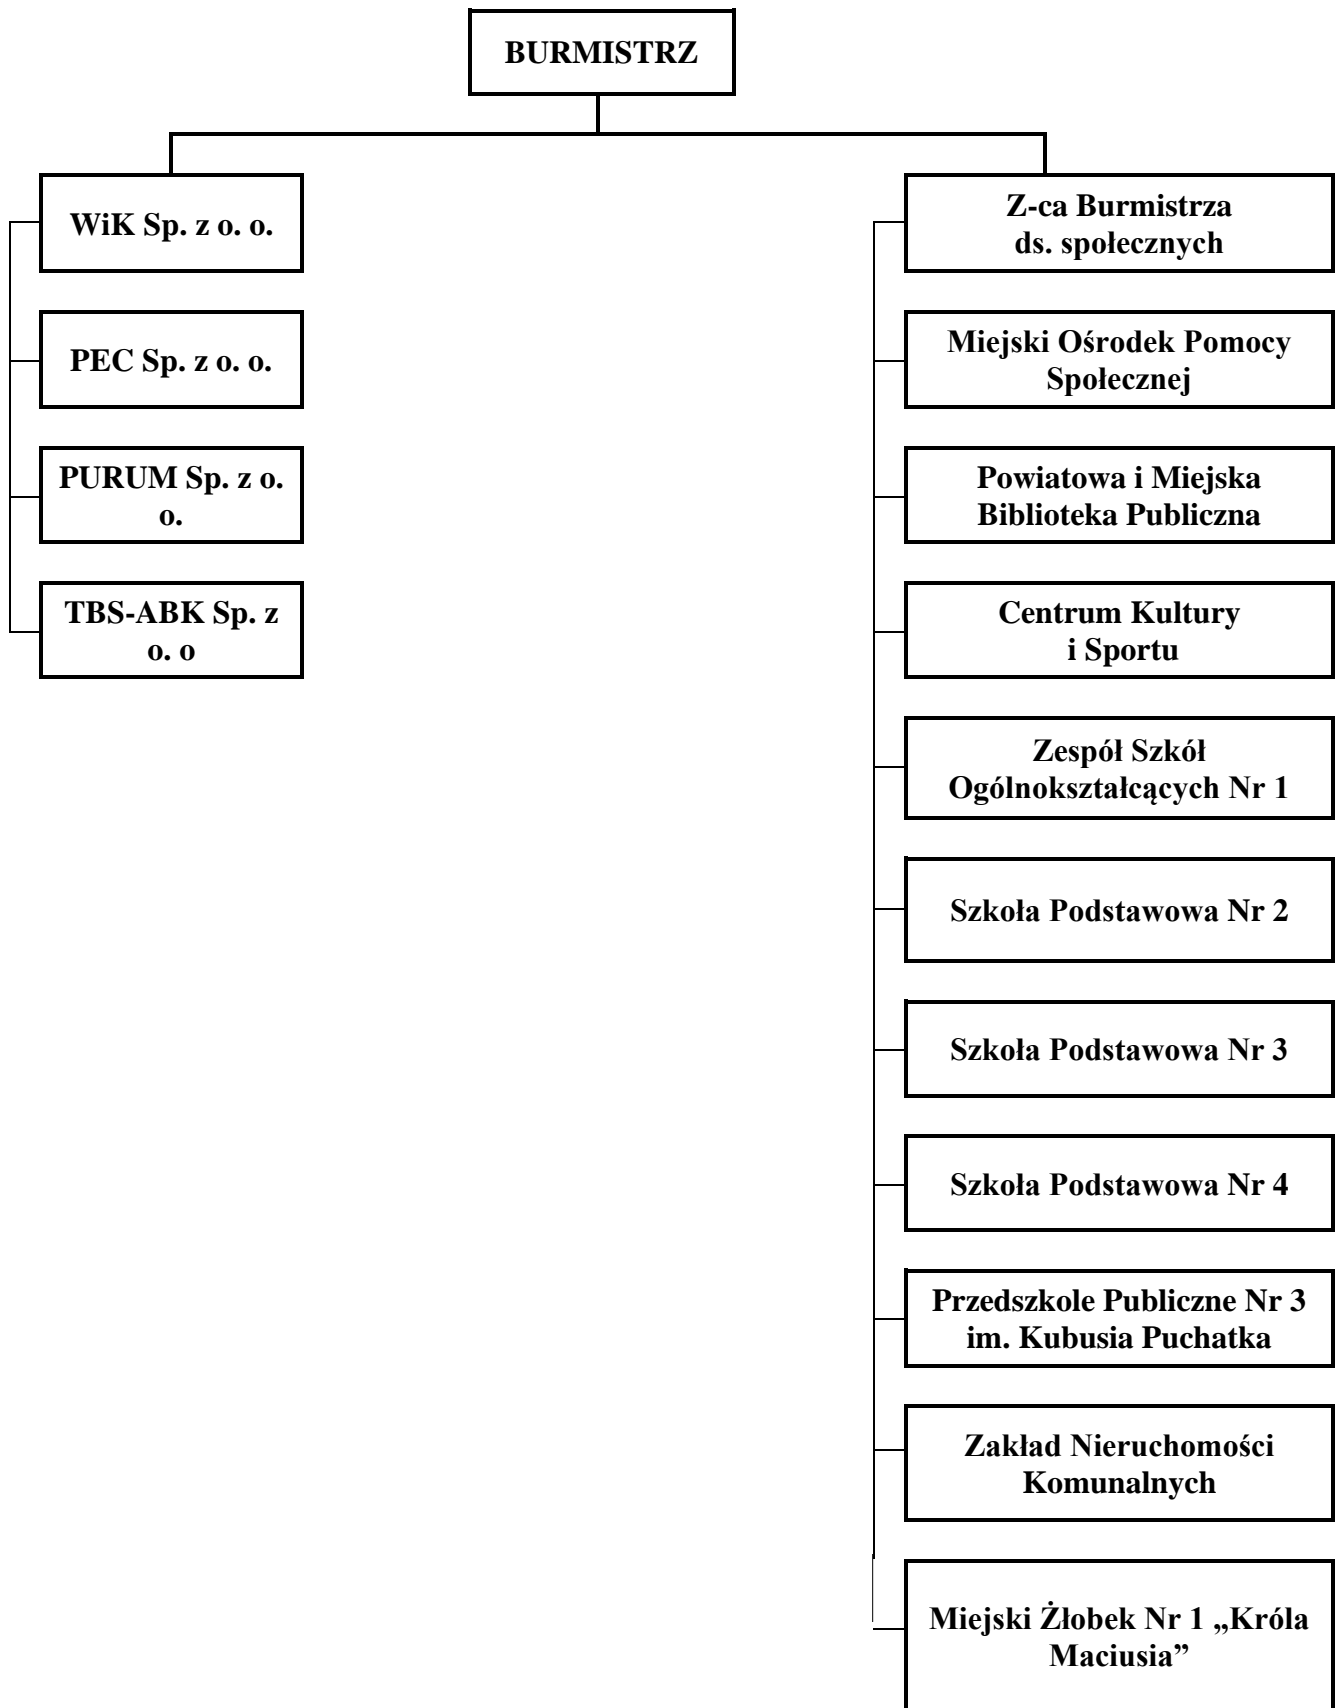 BURMISTRZ
WiK Sp. z o. o.
PEC Sp. z o. o.
PURUM Sp. z o.
o.
TBS-ABK Sp. z
o. o
Z-ca Burmistrza
ds. społecznych
Miejski Ośrodek Pomocy
Społecznej
Powiatowa i Miejska
Biblioteka Publiczna
Centrum Kultury
i Sportu
Zespół Szkół
Ogólnokształcących Nr 1
Szkoła Podstawowa Nr 2
Szkoła Podstawowa Nr 3
Szkoła Podstawowa Nr 4
Przedszkole Publiczne Nr 3
im. Kubusia Puchatka
Zakład Nieruchomości
Komunalnych
Miejski Żłobek Nr 1 „Króla
Maciusia”